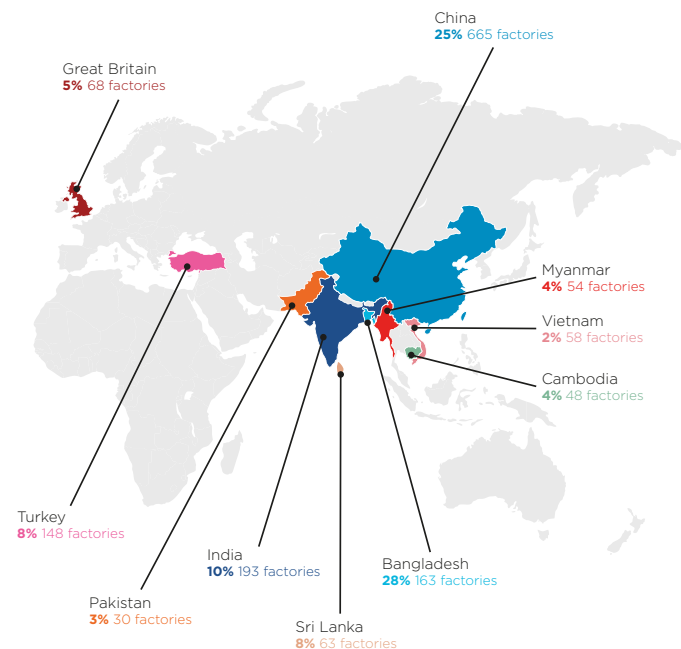 China
25% 665 factories
Great Britain
5% 68 factories
Myanmar
4% 54 factories
Vietnam
2% 58 factories
Cambodia
4% 48 factories
Turkey
8% 148 factories
India
10% 193 factories
Bangladesh
28% 163 factories
Pakistan
3% 30 factories
Sri Lanka
8% 63 factories